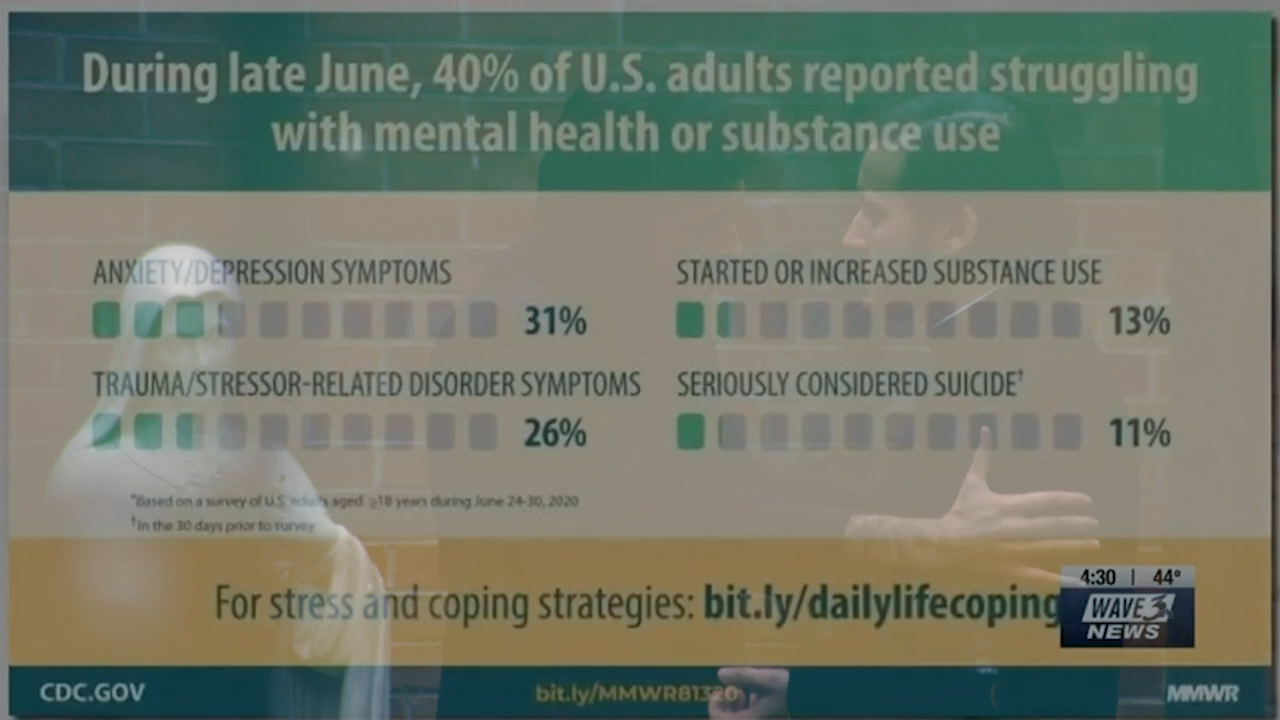 During late June, 40% of U.S. adults reported struggling
with mental health or substance use
ANXIETY/DEPRESSION SYMPTOMS
31%
STARTED OR INCREASED SUBSTANCE USE
13%
TRAUMA/STRESSOR-RELATED DISORDER SYMPTOMS
26%
SERIOUSLY CONSIDERED SUICIDE†
11%
*Based on a survey of U.S. adults aged ≥18 years during June 24-30, 2020
†In the 30 days prior to survey
For stress and coping strategies: bit.ly/dailylifecoping
4:30 | 44°
WAVE 3
NEWS
CDC.GOV
bit.ly/MMWR81320
MMWR